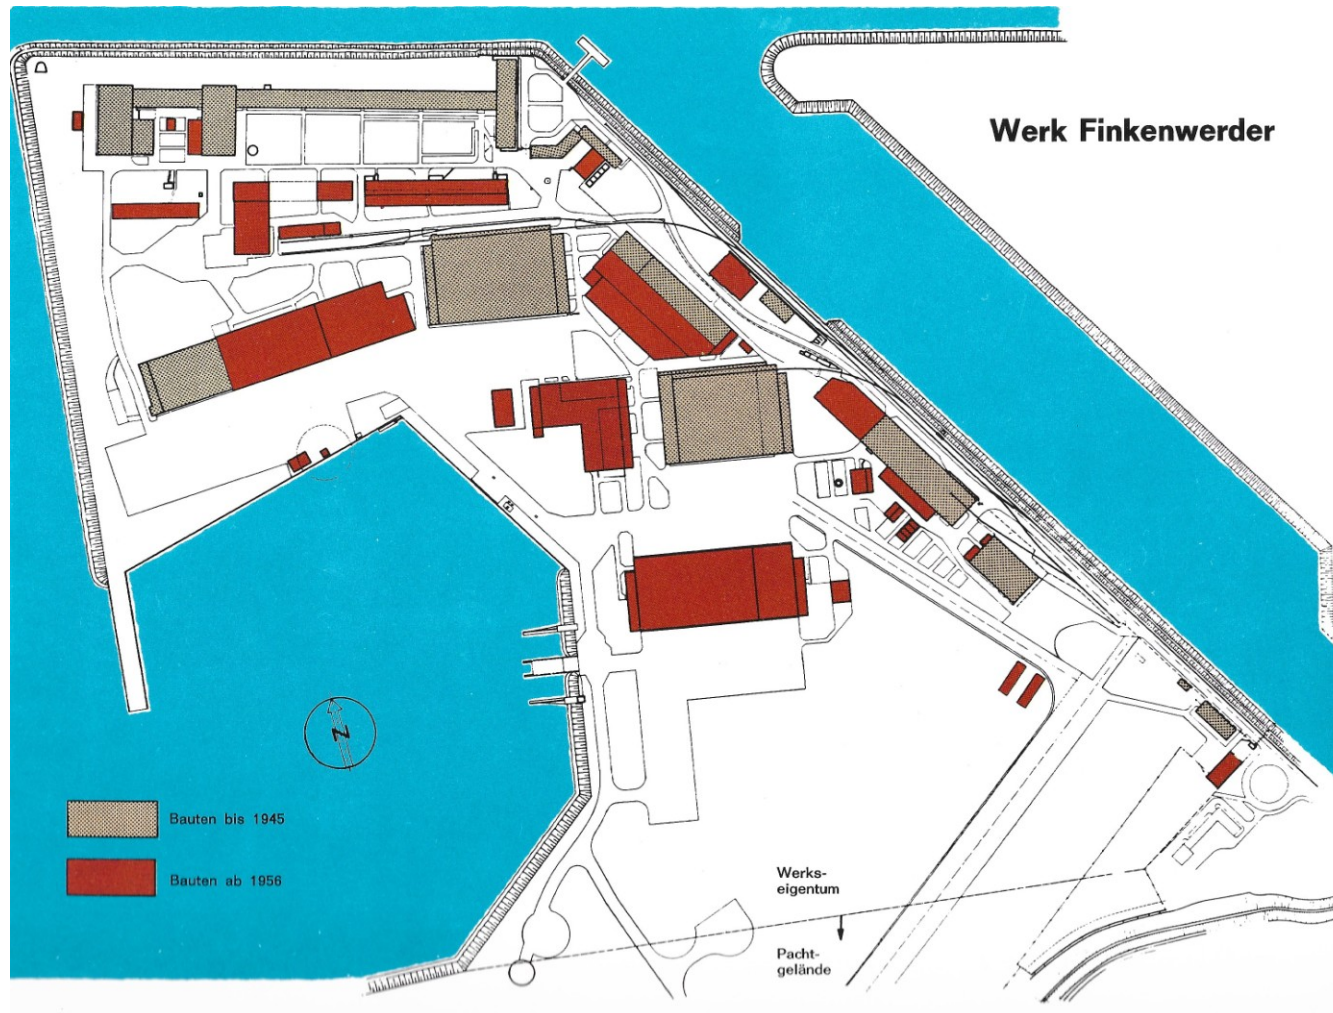 Werk Finkenwerder
N
Bauten bis 1945
Bauten ab 1956
Werks-
eigentum
Pacht-
gelände